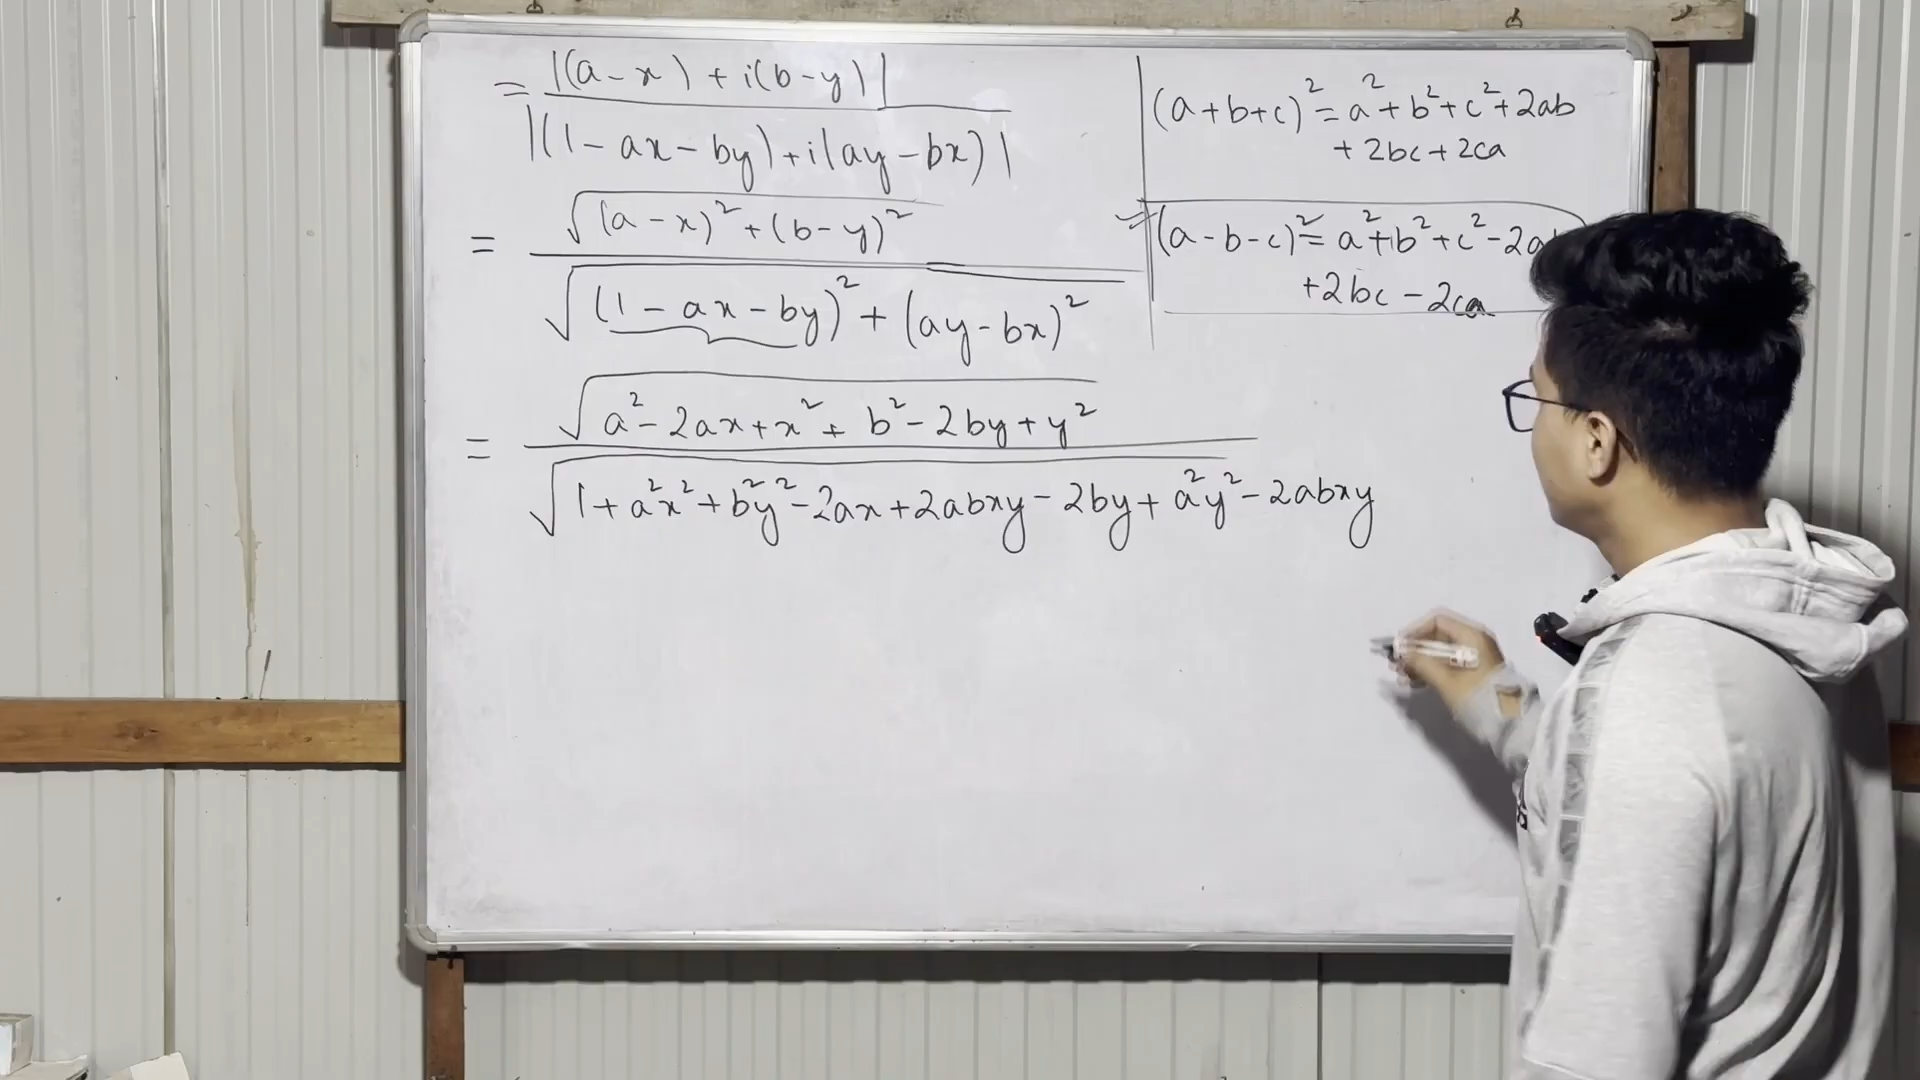 = |(a-x) + i(b-y)|
|(1-ax-by)+i(ay-bx)|
= √(a-x)²+(b-y)²
√(1-ax-by)²+(ay-bx)²
= √a²-2ax+x²+b²-2by+y²
√1+a²x²+b²y²-2ax+2abxy-2by+a²y²-2abxy
(a+b+c)²=a²+b²+c²+2ab
+2bc+2ca
(a-b-c)²=a²+b²+c²-2a
+2bc-2ca